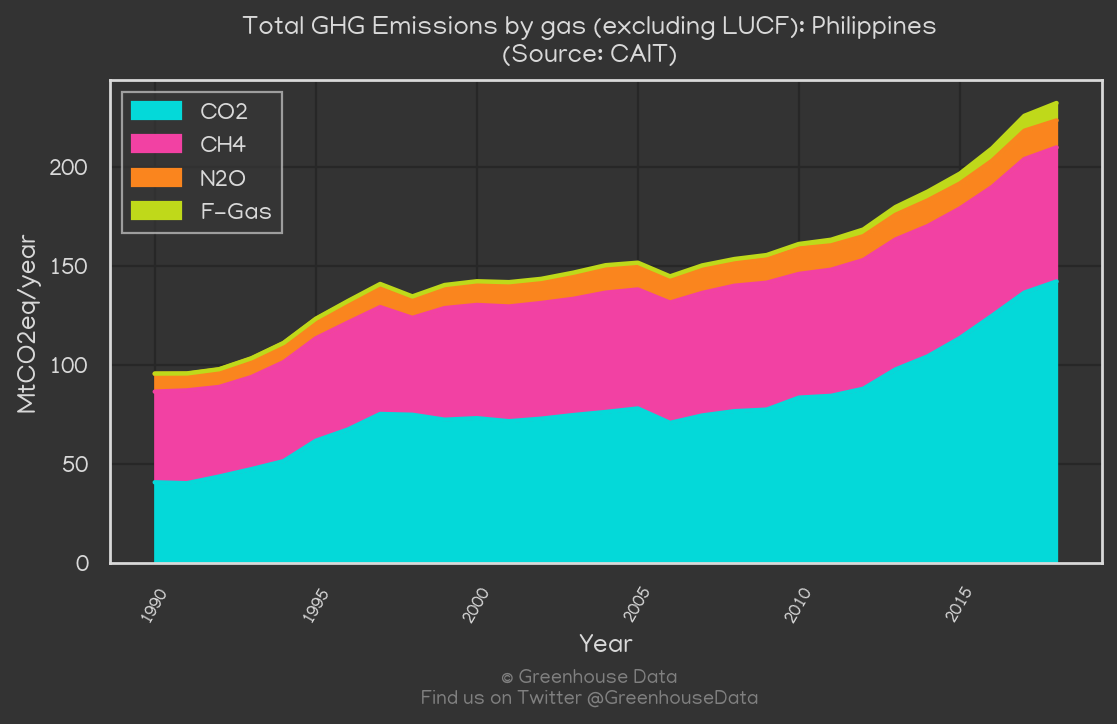 Total GHG Emissions by gas (excluding LUCF): Philippines
(Source: CAIT)
CO2
CH4
N2O
F-Gas
MtCO2eq/year
200
150
100
50
0
1990
1995
2000
2005
2010
2015
Year
© Greenhouse Data
Find us on Twitter @GreenhouseData